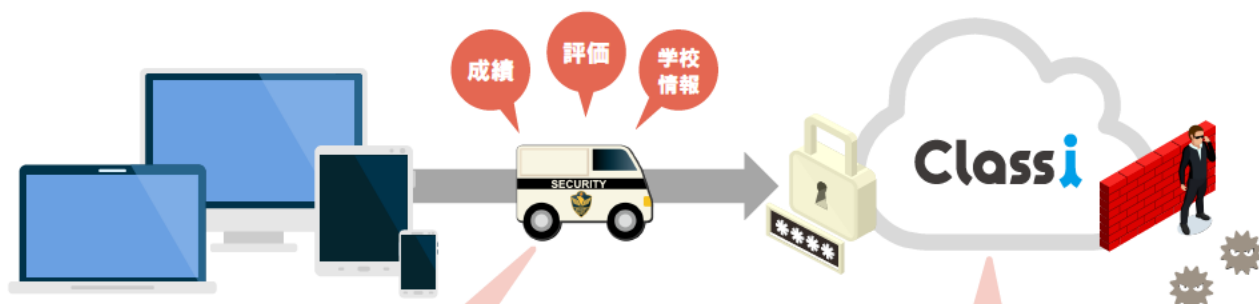 成績
評価
学校
情報
SECURITY
Classi
****